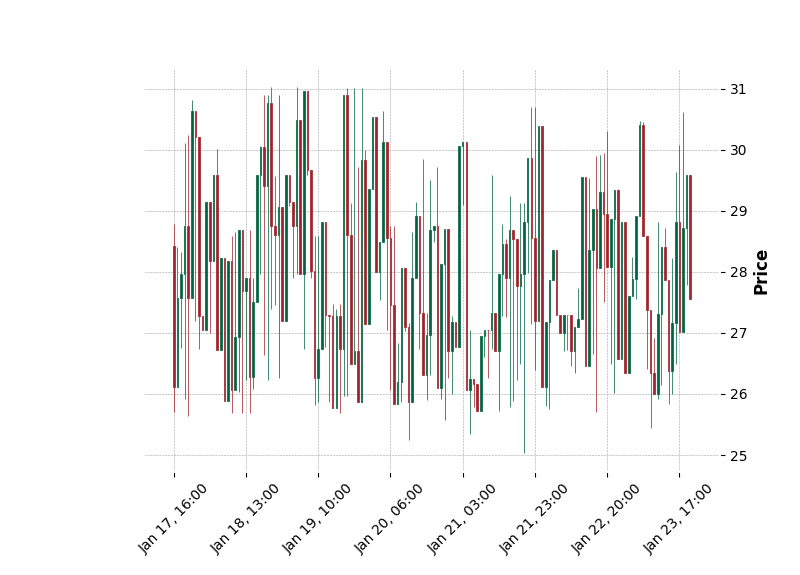 31
30
29
28
27
26
25
Price
Jan 17, 16:00
Jan 18, 13:00
Jan 19, 10:00
Jan 20, 06:00
Jan 21, 03:00
Jan 21, 23:00
Jan 22, 20:00
Jan 23, 17:00